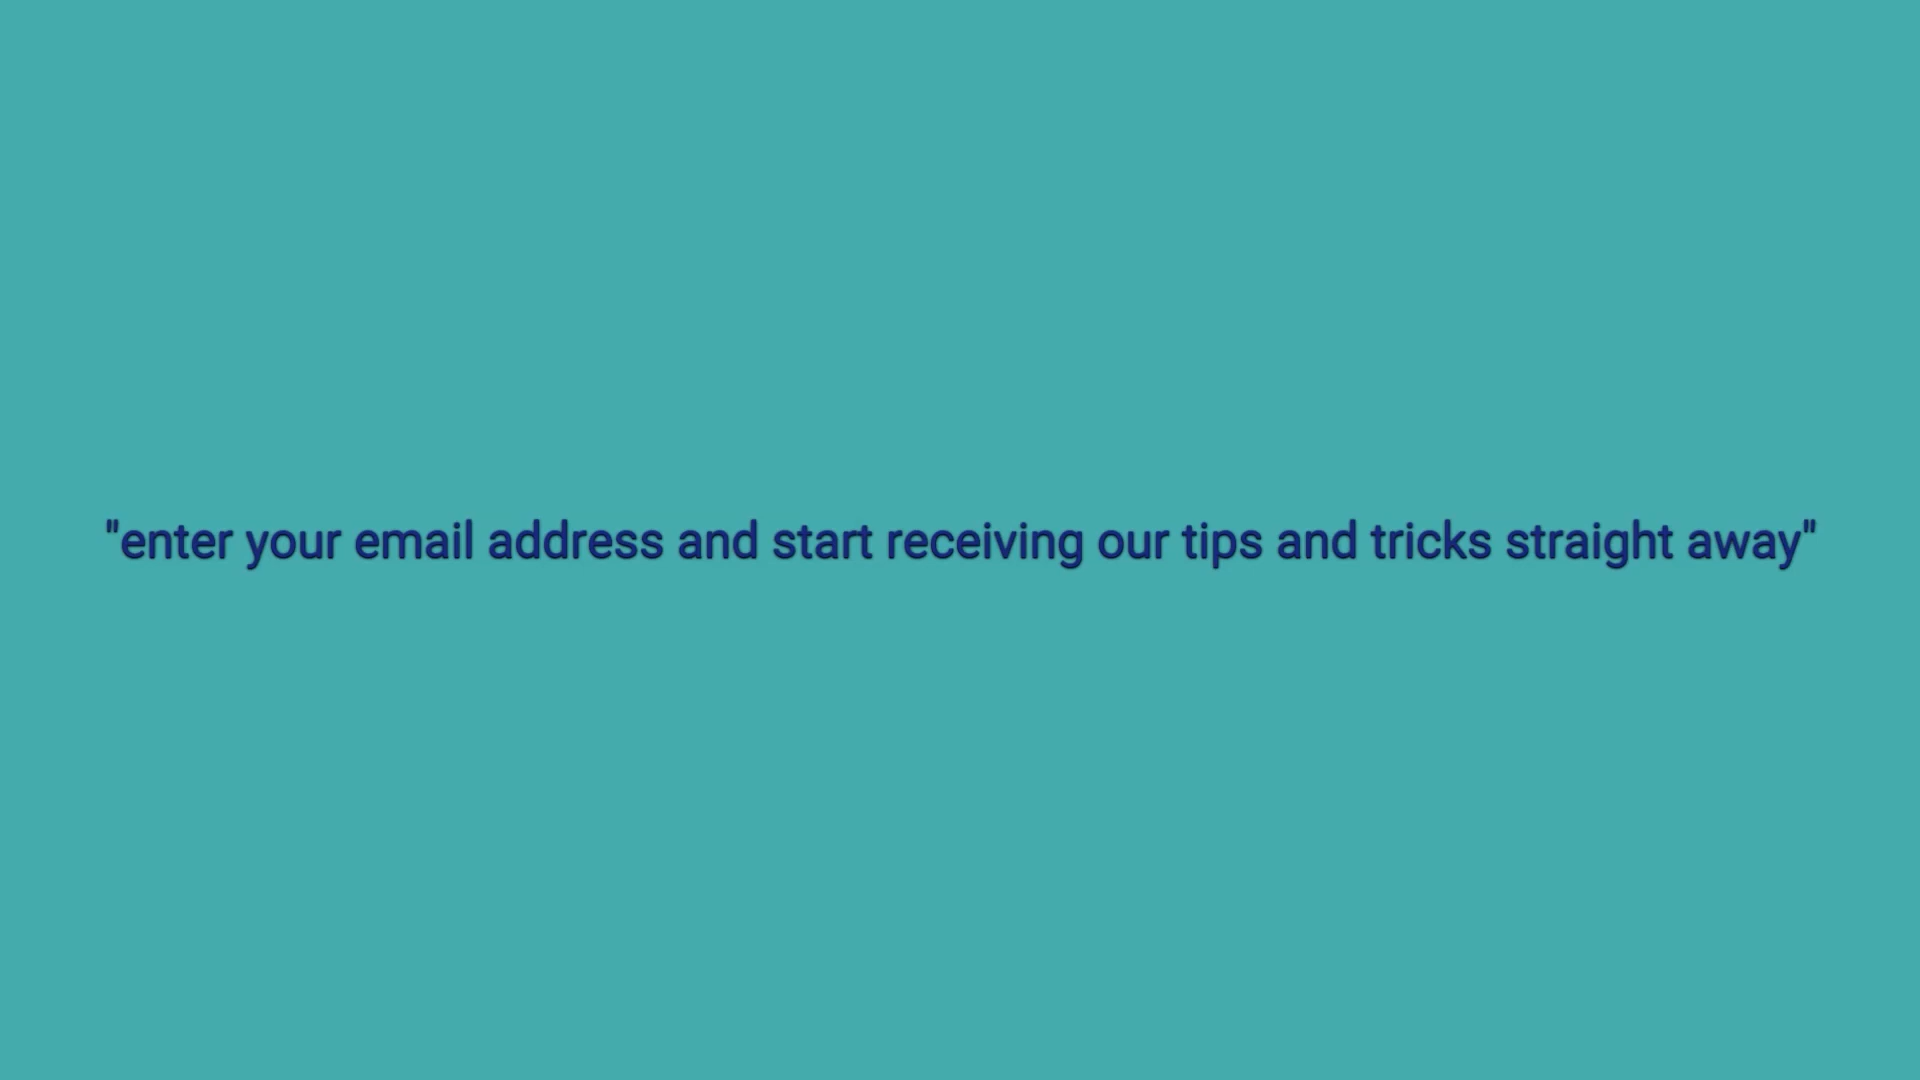 "enter your email address and start receiving our tips and tricks straight away"